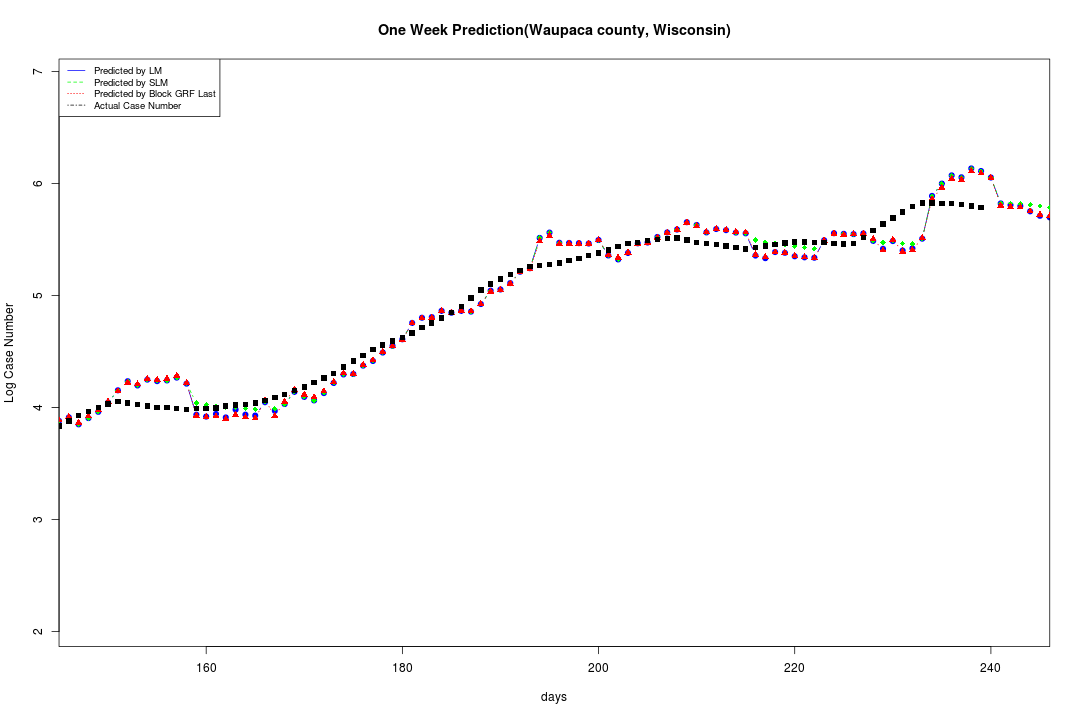 One Week Prediction(Waupaca county, Wisconsin)
Predicted by LM
Predicted by SLM
Predicted by Block GRF Last
Actual Case Number
7
6
5
4
3
2
Log Case Number
160 180 200 220 240
days